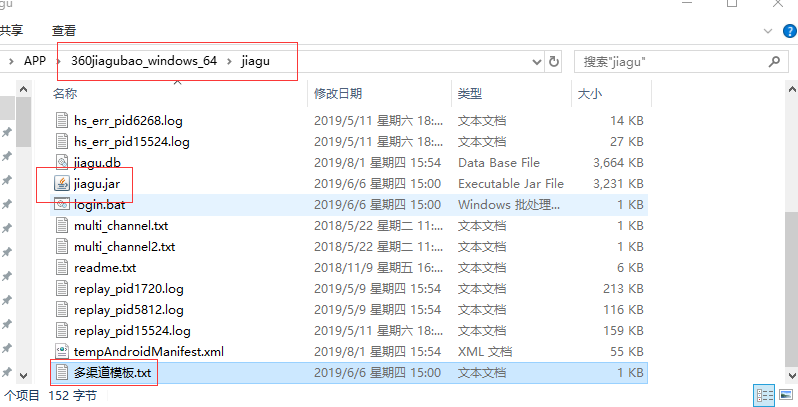 gu
共享 查看
APP 360jiagubao_windows_64 jiagu 搜索"jiagu"
名称 修改日期 类型 大小
hs_err_pid6268.log 2019/5/11 星期六 18:... 文本文档 14 KB
hs_err_pid15524.log 2019/5/11 星期六 18:... 文本文档 27 KB
jiagu.db 2019/8/1 星期四 15:54 Data Base File 3,664 KB
jiagu.jar 2019/6/6 星期四 15:00 Executable Jar File 3,231 KB
login.bat 2019/6/6 星期四 15:00 Windows 批处理... 1 KB
multi_channel.txt 2018/5/22 星期二 11:... 文本文档 1 KB
multi_channel2.txt 2018/5/22 星期二 11:... 文本文档 1 KB
readme.txt 2018/11/9 星期五 16:... 文本文档 6 KB
replay_pid1720.log 2019/5/9 星期四 15:54 文本文档 213 KB
replay_pid5812.log 2019/5/9 星期四 15:54 文本文档 116 KB
replay_pid15524.log 2019/5/11 星期六 18:... 文本文档 159 KB
tempAndroidManifest.xml 2019/8/1 星期四 15:54 XML 文档 55 KB
多渠道模板.txt 2019/6/6 星期四 15:00 文本文档 1 KB
个项目 152 字节